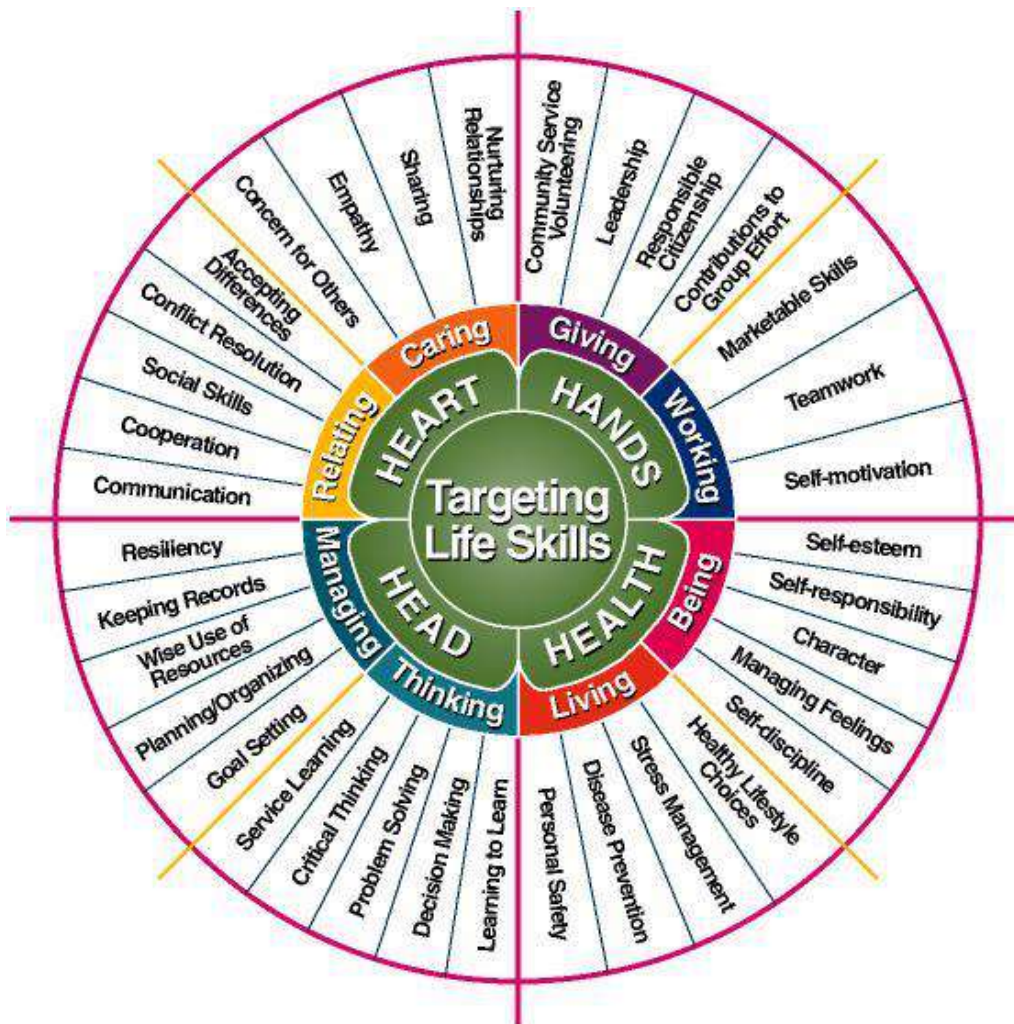 Targeting
Life Skills
HEART
HANDS
HEALTH
HEAD
Caring
Giving
Working
Being
Living
Thinking
Managing
Relating
Nurturing
Relationships
Sharing
Empathy
Concern for Others
Accepting
Differences
Conflict Resolution
Social Skills
Cooperation
Communication
Community Service
Volunteering
Leadership
Responsible
Citizenship
Contributions to
Group Effort
Marketable Skills
Teamwork
Self-motivation
Self-esteem
Self-responsibility
Character
Managing Feelings
Self-discipline
Healthy Lifestyle
Choices
Stress Management
Disease Prevention
Personal Safety
Learning to Learn
Decision Making
Problem Solving
Critical Thinking
Service Learning
Goal Setting
Planning/Organizing
Wise Use of
Resources
Keeping Records
Resiliency